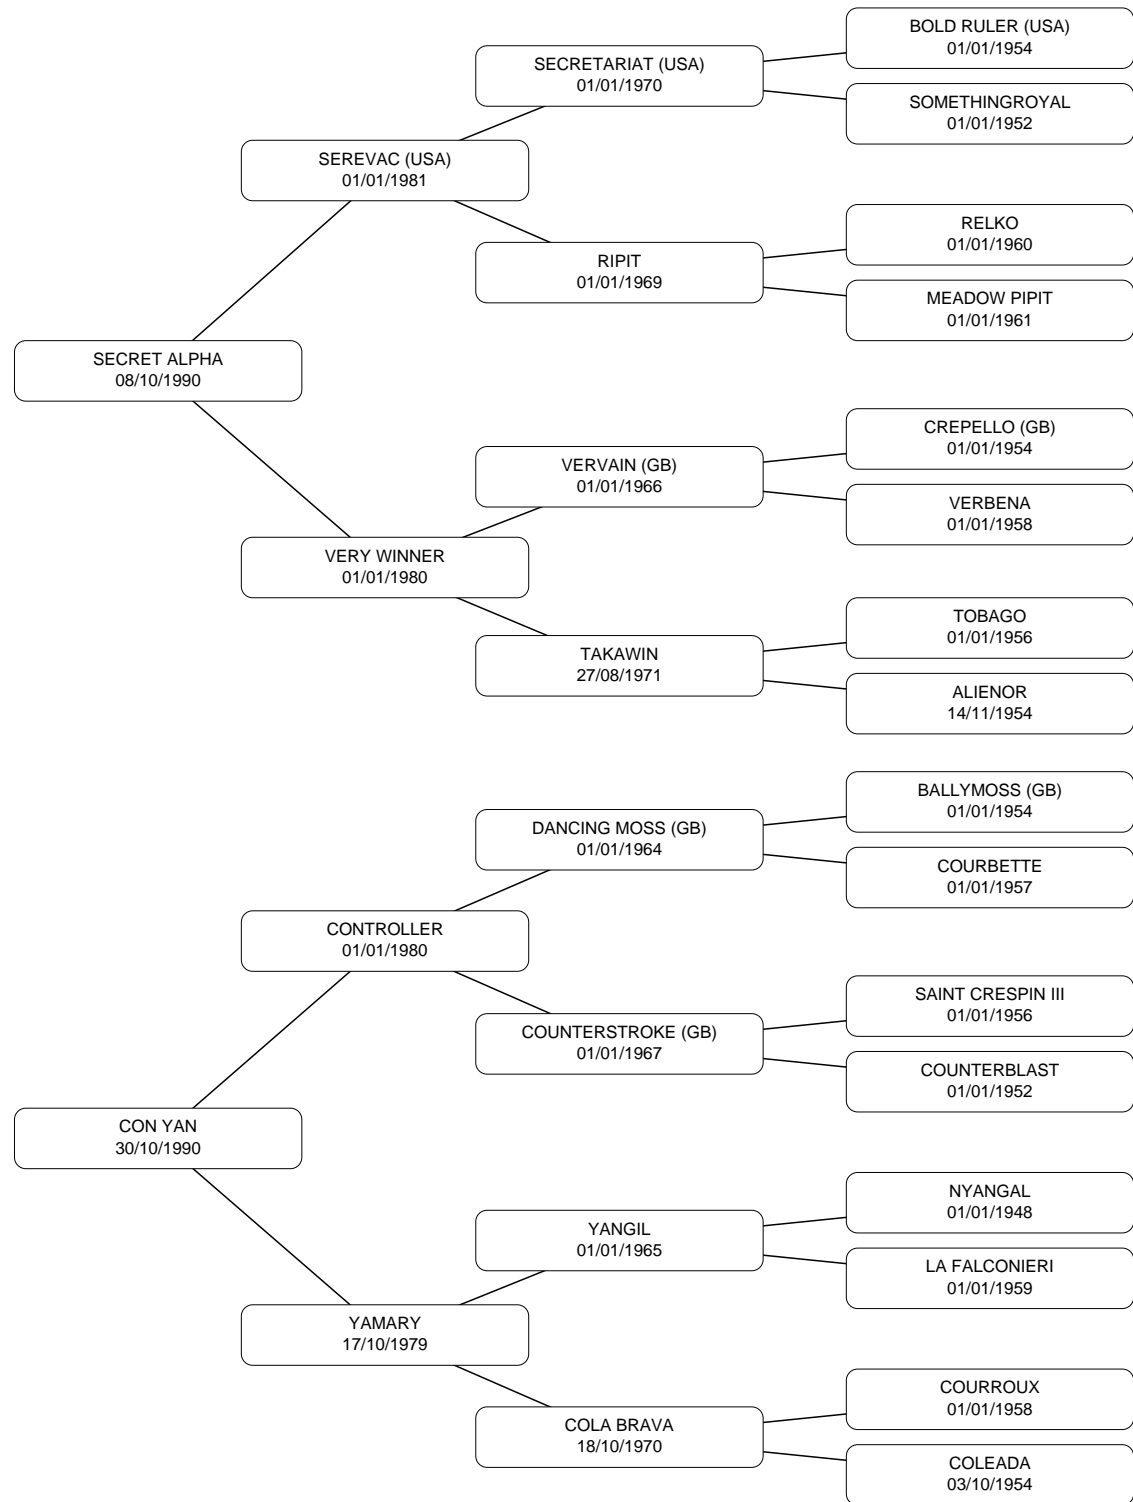 BOLD RULER (USA)
01/01/1954
SECRETARIAT (USA)
01/01/1970
SOMETHINGROYAL
01/01/1952
SEREVAC (USA)
01/01/1981
RELKO
01/01/1960
RIPIT
01/01/1969
MEADOW PIPIT
01/01/1961
SECRET ALPHA
08/10/1990
CREPELLO (GB)
01/01/1954
VERVAIN (GB)
01/01/1966
VERBENA
01/01/1958
VERY WINNER
01/01/1980
TOBAGO
01/01/1956
TAKAWIN
27/08/1971
ALIENOR
14/11/1954
BALLYMOSS (GB)
01/01/1954
DANCING MOSS (GB)
01/01/1964
COURBETTE
01/01/1957
CONTROLLER
01/01/1980
SAINT CRESPIN III
01/01/1956
COUNTERSTROKE (GB)
01/01/1967
COUNTERBLAST
01/01/1952
CON YAN
30/10/1990
NYANGAL
01/01/1948
YANGIL
01/01/1965
LA FALCONIERI
01/01/1959
YAMARY
17/10/1979
COURROUX
01/01/1958
COLA BRAVA
18/10/1970
COLEADA
03/10/1954